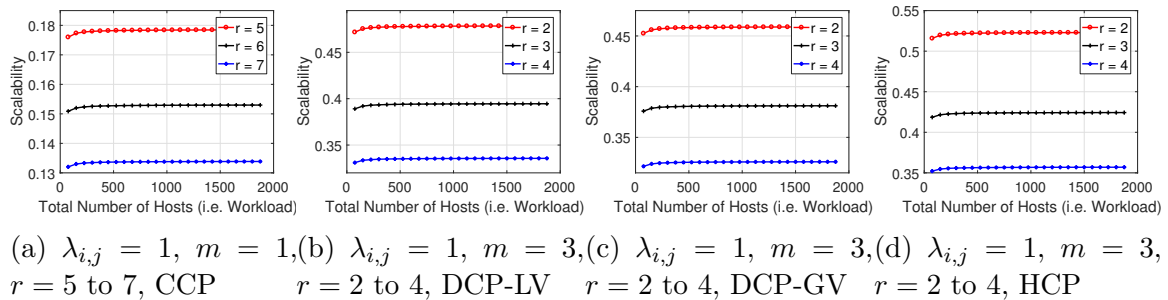 0.18
0.17
0.16
0.15
0.14
0.13
Scalability
0 500 1000 1500 2000
Total Number of Hosts (i.e. Workload)
r = 5
r = 6
r = 7
0.45
0.4
0.35
Scalability
0 500 1000 1500 2000
Total Number of Hosts (i.e. Workload)
r = 2
r = 3
r = 4
0.45
0.4
0.35
Scalability
0 500 1000 1500 2000
Total Number of Hosts (i.e. Workload)
r = 2
r = 3
r = 4
0.55
0.5
0.45
0.4
0.35
Scalability
0 500 1000 1500 2000
Total Number of Hosts (i.e. Workload)
r = 2
r = 3
r = 4
(a) λ_{i,j} = 1, m = 1,
r = 5 to 7, CCP
(b) λ_{i,j} = 1, m = 3,
r = 2 to 4, DCP-LV
(c) λ_{i,j} = 1, m = 3,
r = 2 to 4, DCP-GV
(d) λ_{i,j} = 1, m = 3,
r = 2 to 4, HCP